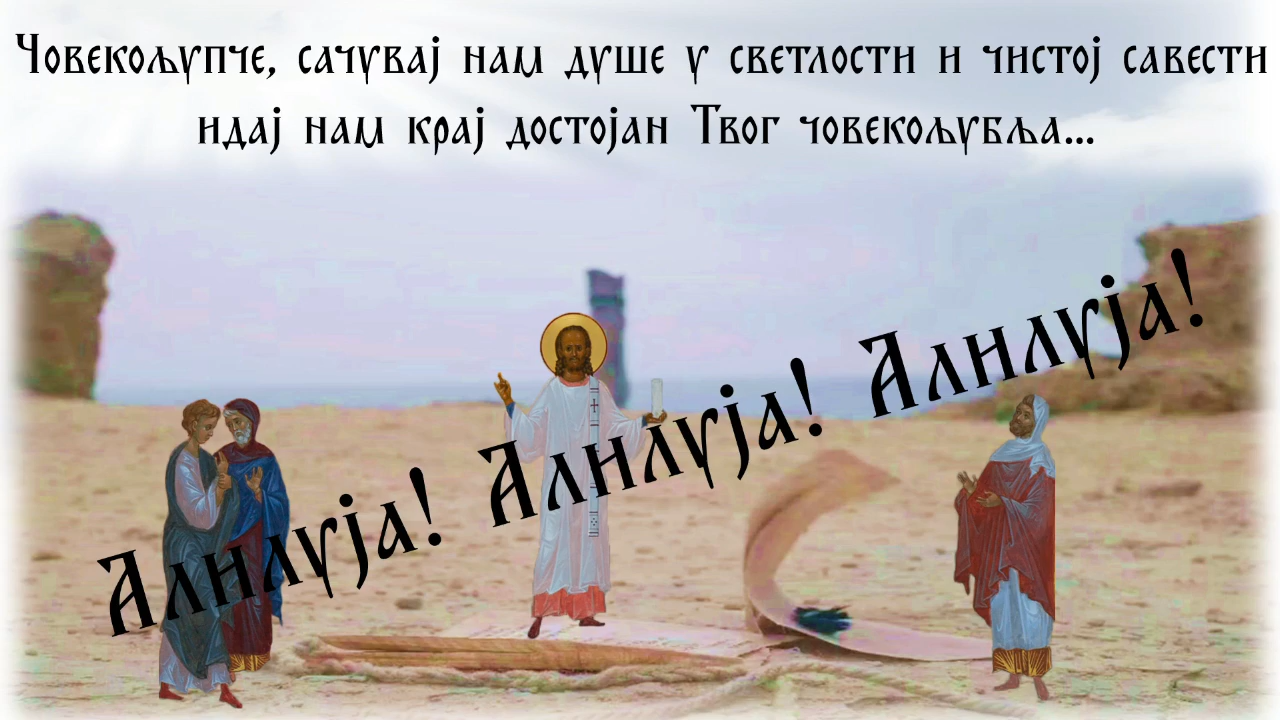 Човекољупче, сачувај нам душе у светлости и чистој савести
идај нам крај достојан Твог човекољубља...
Алилуја! Алилуја! Алилуја!